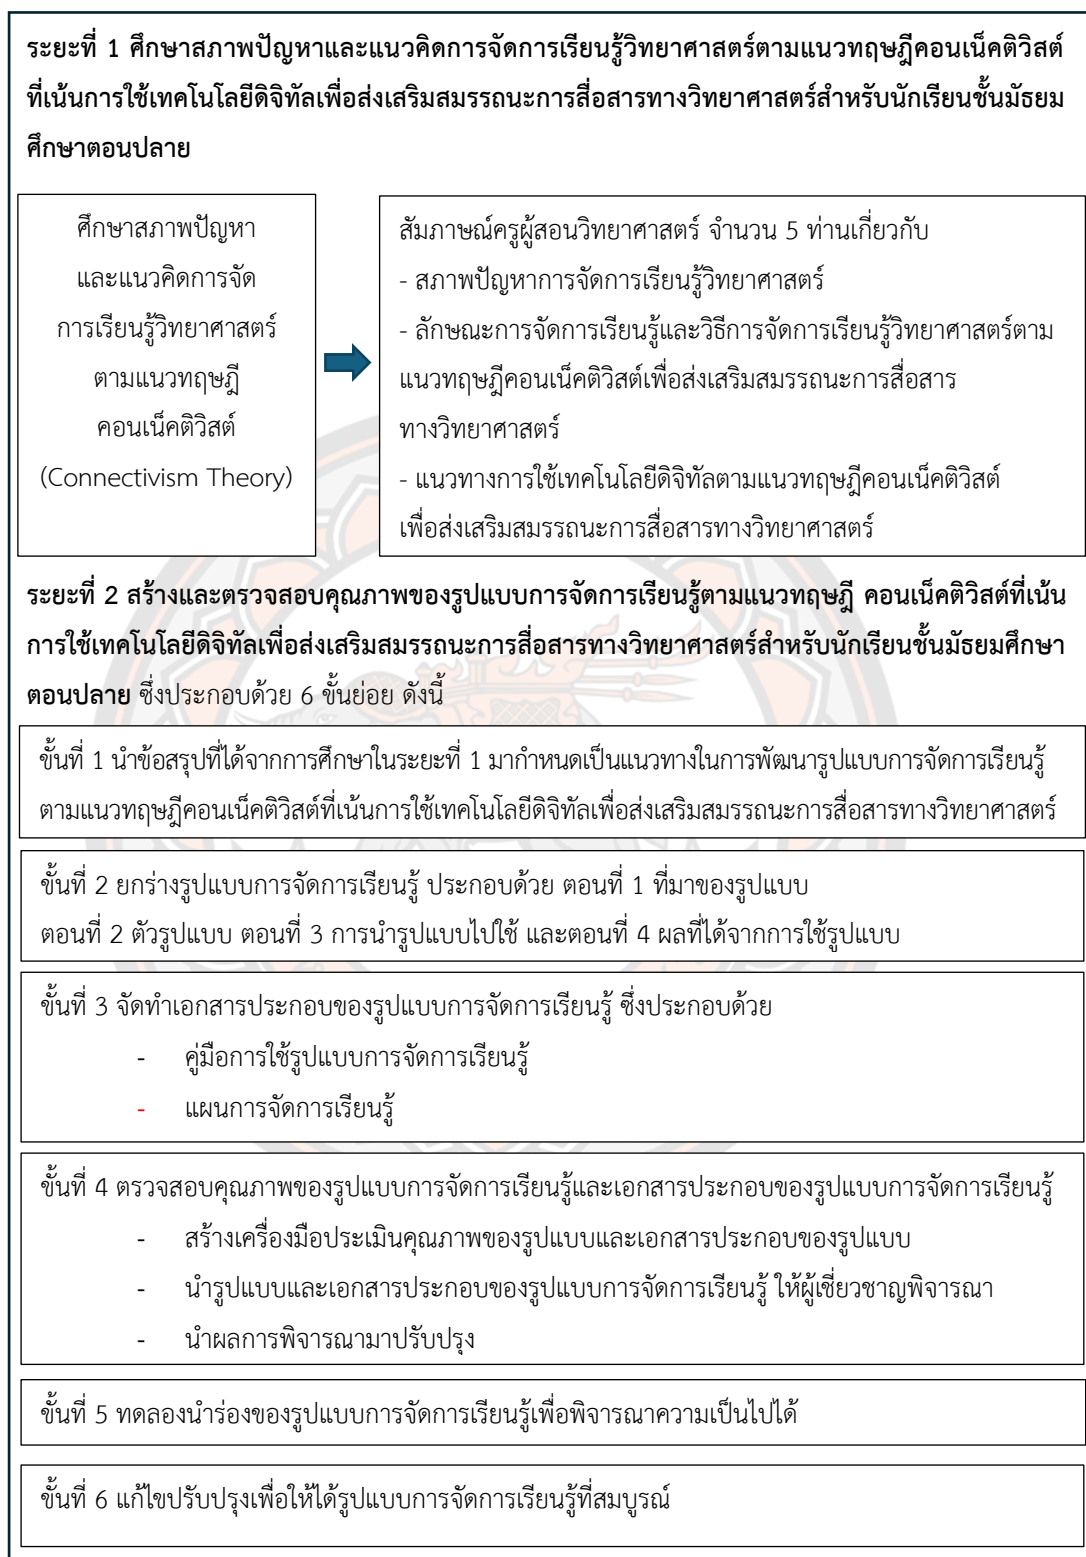 ระยะที่ 1 ศึกษาสภาพปัญหาและแนวคิดการจัดการเรียนรู้วิทยาศาสตร์ตามแนวทฤษฎีคอนเน็คติวิสต์
ที่เน้นการใช้เทคโนโลยีดิจิทัลเพื่อส่งเสริมสมรรถนะการสื่อสารทางวิทยาศาสตร์สำหรับนักเรียนชั้นมัธยม
ศึกษาตอนปลาย
ศึกษาสภาพปัญหา
และแนวคิดการจัด
การเรียนรู้วิทยาศาสตร์
ตามแนวทฤษฎี
คอนเน็คติวิสต์
(Connectivism Theory)
สัมภาษณ์ครูผู้สอนวิทยาศาสตร์ จำนวน 5 ท่านเกี่ยวกับ
- สภาพปัญหาการจัดการเรียนรู้วิทยาศาสตร์
- ลักษณะการจัดการเรียนรู้และวิธีการจัดการเรียนรู้วิทยาศาสตร์ตาม
แนวทฤษฎีคอนเน็คติวิสต์เพื่อส่งเสริมสมรรถนะการสื่อสาร
ทางวิทยาศาสตร์
- แนวทางการใช้เทคโนโลยีดิจิทัลตามแนวทฤษฎีคอนเน็คติวิสต์
เพื่อส่งเสริมสมรรถนะการสื่อสารทางวิทยาศาสตร์
ระยะที่ 2 สร้างและตรวจสอบคุณภาพของรูปแบบการจัดการเรียนรู้ตามแนวทฤษฎี คอนเน็คติวิสต์ที่เน้น
การใช้เทคโนโลยีดิจิทัลเพื่อส่งเสริมสมรรถนะการสื่อสารทางวิทยาศาสตร์สำหรับนักเรียนชั้นมัธยมศึกษา
ตอนปลาย ซึ่งประกอบด้วย 6 ขั้นย่อย ดังนี้
ขั้นที่ 1 นำข้อสรุปที่ได้จากการศึกษาในระยะที่ 1 มากำหนดเป็นแนวทางในการพัฒนารูปแบบการจัดการเรียนรู้
ตามแนวทฤษฎีคอนเน็คติวิสต์ที่เน้นการใช้เทคโนโลยีดิจิทัลเพื่อส่งเสริมสมรรถนะการสื่อสารทางวิทยาศาสตร์
ขั้นที่ 2 ยกร่างรูปแบบการจัดการเรียนรู้ ประกอบด้วย ตอนที่ 1 ที่มาของรูปแบบ
ตอนที่ 2 ตัวรูปแบบ ตอนที่ 3 การนำรูปแบบไปใช้ และตอนที่ 4 ผลที่ได้จากการใช้รูปแบบ
ขั้นที่ 3 จัดทำเอกสารประกอบของรูปแบบการจัดการเรียนรู้ ซึ่งประกอบด้วย
- คู่มือการใช้รูปแบบการจัดการเรียนรู้
- แผนการจัดการเรียนรู้
ขั้นที่ 4 ตรวจสอบคุณภาพของรูปแบบการจัดการเรียนรู้และเอกสารประกอบของรูปแบบการจัดการเรียนรู้
- สร้างเครื่องมือประเมินคุณภาพของรูปแบบและเอกสารประกอบของรูปแบบ
- นำรูปแบบและเอกสารประกอบของรูปแบบการจัดการเรียนรู้ ให้ผู้เชี่ยวชาญพิจารณา
- นำผลการพิจารณามาปรับปรุง
ขั้นที่ 5 ทดลองนำร่องของรูปแบบการจัดการเรียนรู้เพื่อพิจารณาความเป็นไปได้
ขั้นที่ 6 แก้ไขปรับปรุงเพื่อให้ได้รูปแบบการจัดการเรียนรู้ที่สมบูรณ์